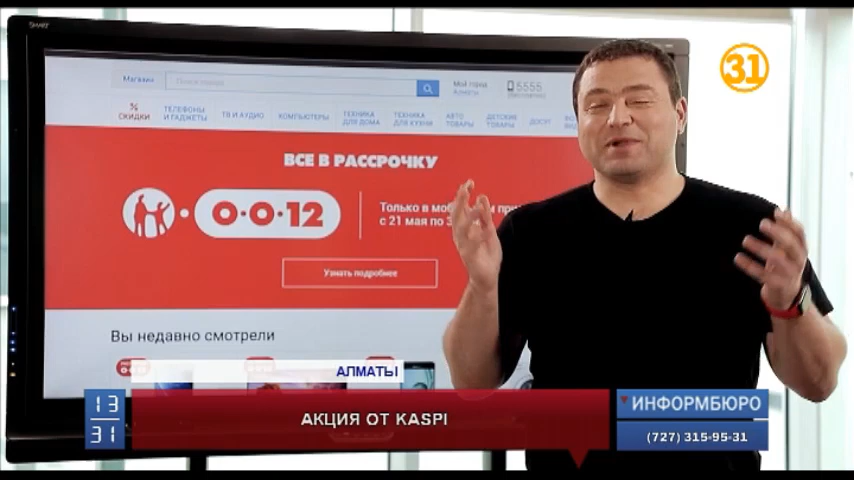 SMART
31
Магазин
Мой город
Алматы
5555
%
СКИДКИ
ТЕЛЕФОНЫ
И ГАДЖЕТЫ
ТВ И АУДИО
КОМПЬЮТЕРЫ
ТЕХНИКА
ДЛЯ ДОМА
ТЕХНИКА
ДЛЯ КУХНИ
АВТО
ТОВАРЫ
ДЕТСКИЕ
ТОВАРЫ
ДОСУГ
ВСЕ В РАССРОЧКУ
0·0·12
Только в
с 21 мая по
Узнать подробнее
Вы недавно смотрели
АЛМАТЫ
13
31
АКЦИЯ ОТ KASPI
ИНФОРМБЮРО
(727) 315-95-31